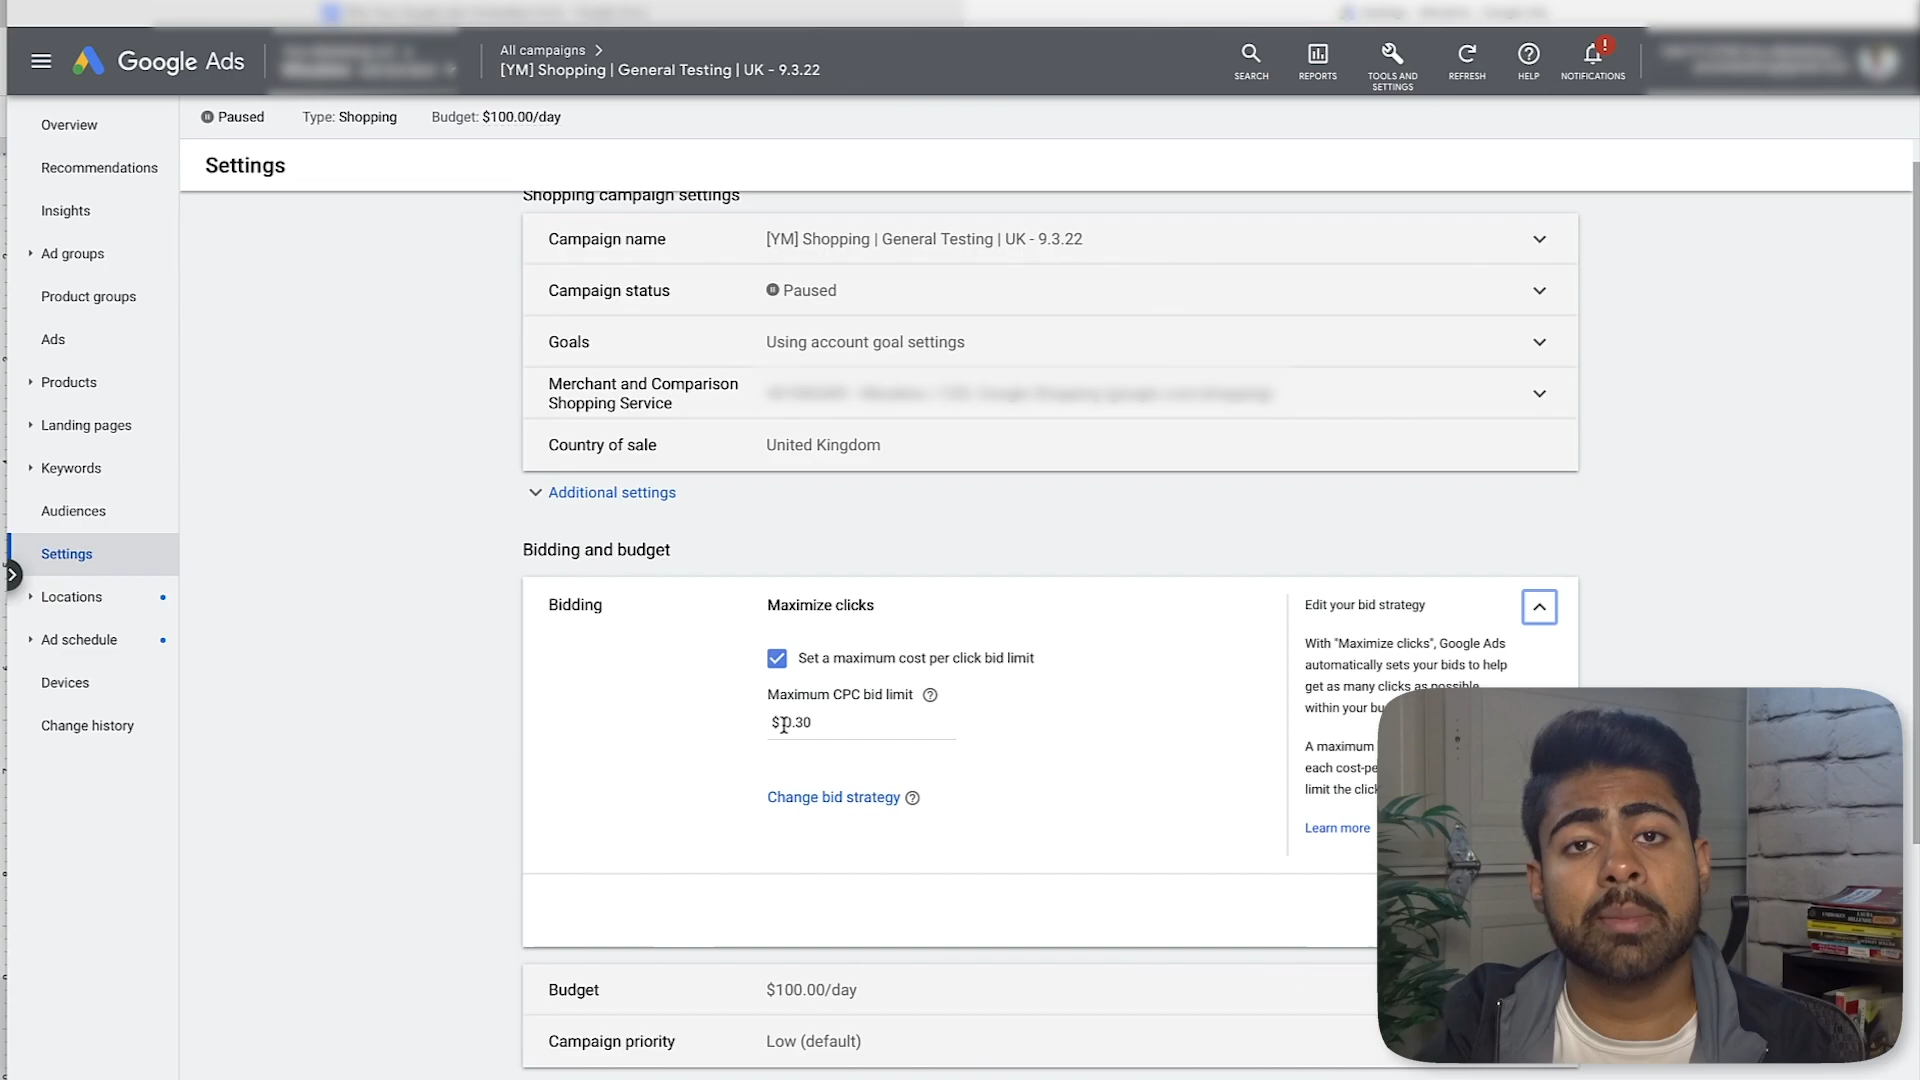 Google Ads
All campaigns
[YM] Shopping | General Testing | UK - 9.3.22
SEARCH
REPORTS
TOOLS AND
SETTINGS
REFRESH
HELP
!
NOTIFICATIONS
Paused
Type: Shopping
Budget: $100.00/day
Overview
Recommendations
Insights
Ad groups
Product groups
Ads
Products
Landing pages
Keywords
Audiences
Settings
Locations
Ad schedule
Devices
Change history
Settings
Shopping campaign settings
Campaign name
[YM] Shopping | General Testing | UK - 9.3.22
Campaign status
Paused
Goals
Using account goal settings
Merchant and Comparison
Shopping Service
Country of sale
United Kingdom
Additional settings
Bidding and budget
Bidding
Maximize clicks
Set a maximum cost per click bid limit
Maximum CPC bid limit
$0.30
Change bid strategy
Edit your bid strategy
With "Maximize clicks", Google Ads
automatically sets your bids to help
get as many clicks as possible
within your
A maximum
each
limit the
Learn more
Budget
$100.00/day
Campaign priority
Low (default)